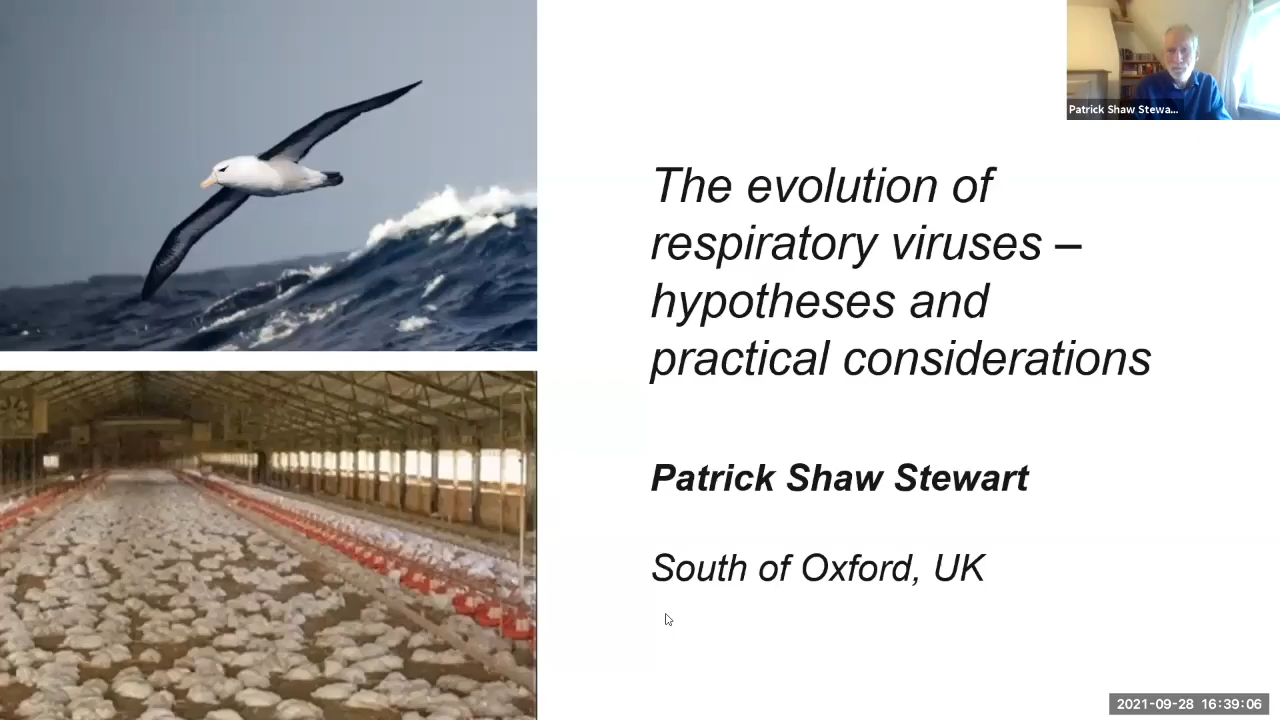 Patrick Shaw Stewa...
The evolution of
respiratory viruses –
hypotheses and
practical considerations
Patrick Shaw Stewart
South of Oxford, UK
2021-09-28 16:39:06